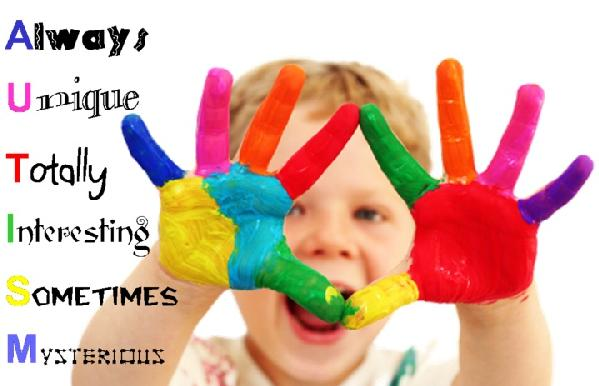 Always
Unique
Totally
Interesting
SOMETIMES
MYSTERIOUS